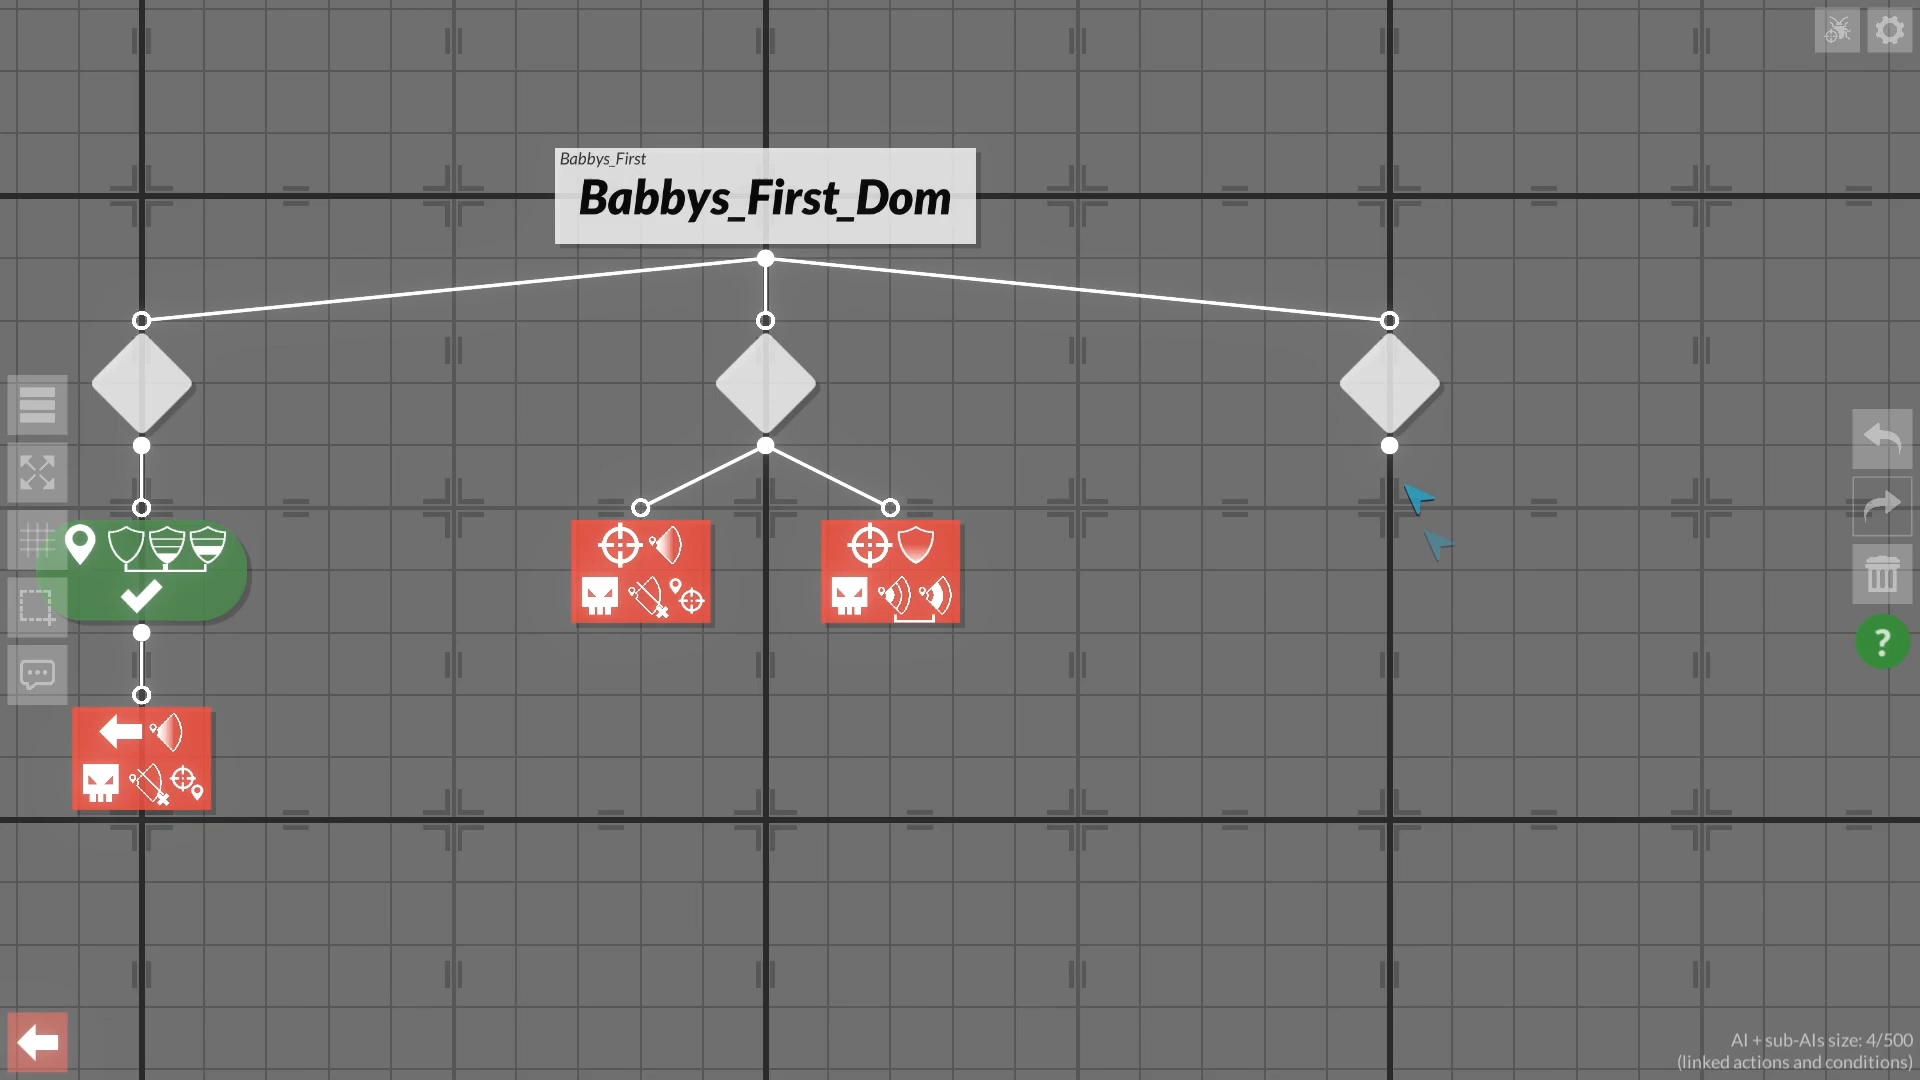 Babbys_First
Babbys_First_Dom
?
AI + sub-AIs size: 4/500
(linked actions and conditions)